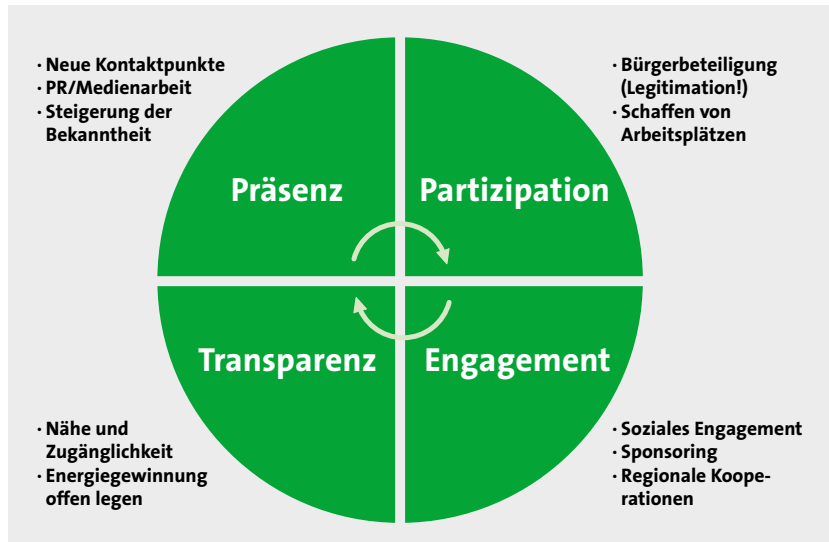 · Neue Kontaktpunkte
· PR/Medienarbeit
· Steigerung der
Bekanntheit
· Bürgerbeteiligung
(Legitimation!)
· Schaffen von
Arbeitsplätzen
Präsenz
Partizipation
Transparenz
Engagement
· Nähe und
Zugänglichkeit
· Energiegewinnung
offen legen
· Soziales Engagement
· Sponsoring
· Regionale Koope-
rationen